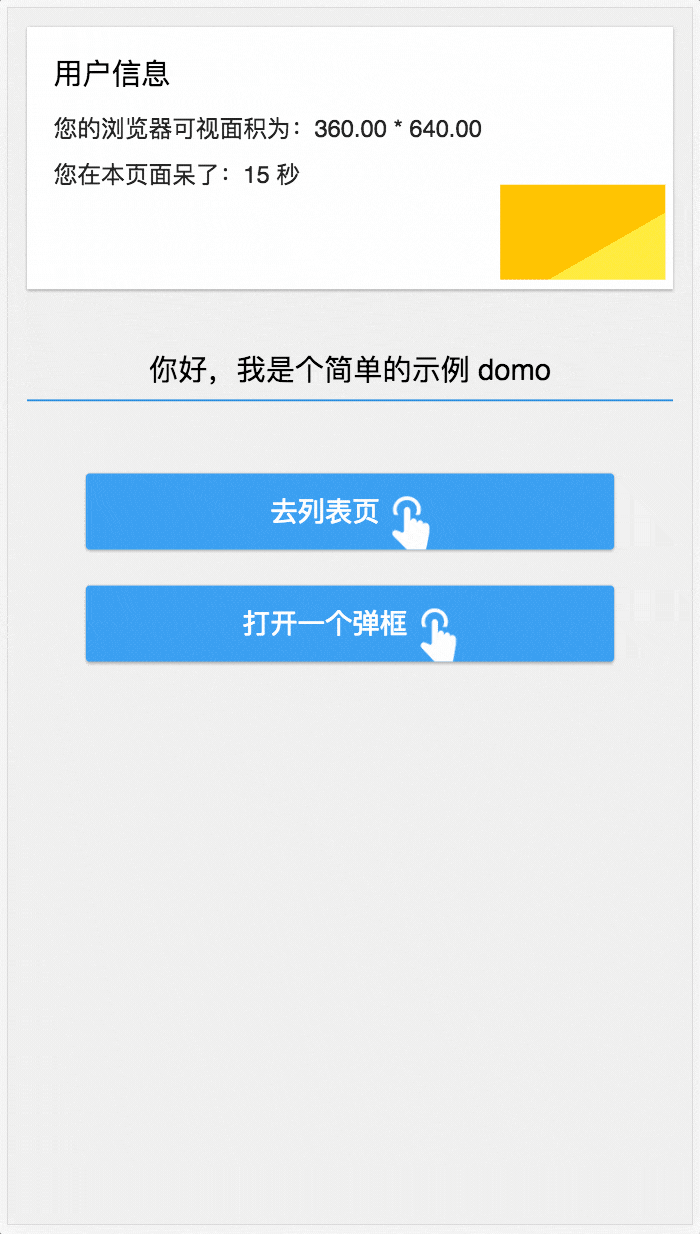 用户信息
您的浏览器可视面积为：360.00 * 640.00
您在本页面呆了：15 秒
你好，我是个简单的示例 domo
去列表页
打开一个弹框